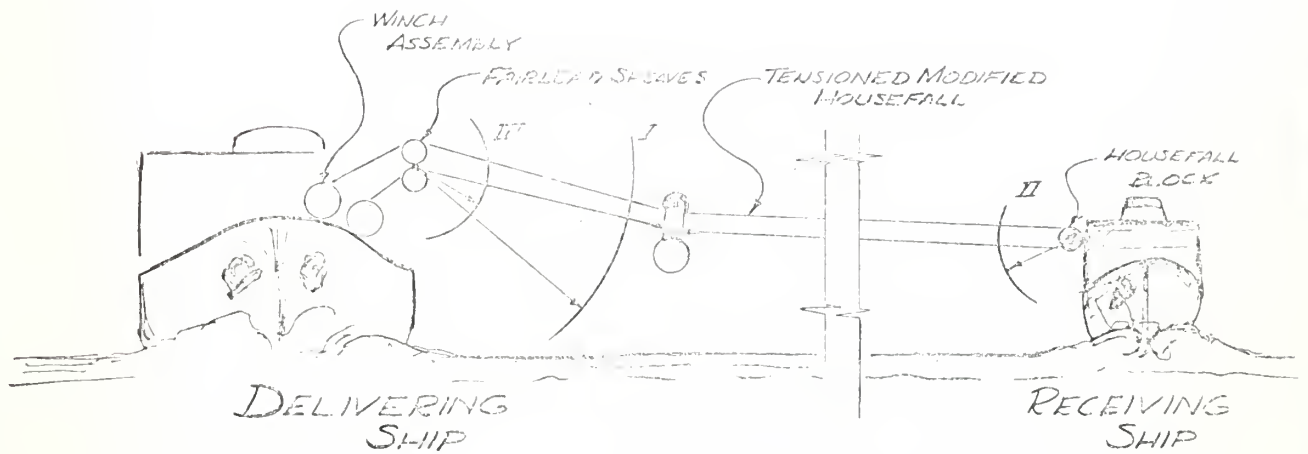 WINCH
ASSEMBLY
FAIRLEAD SHEAVES
TENSIONED MODIFIED
HOUSEFALL
III
I
HOUSEFALL
BLOCK
II
DELIVERING
SHIP
RECEIVING
SHIP